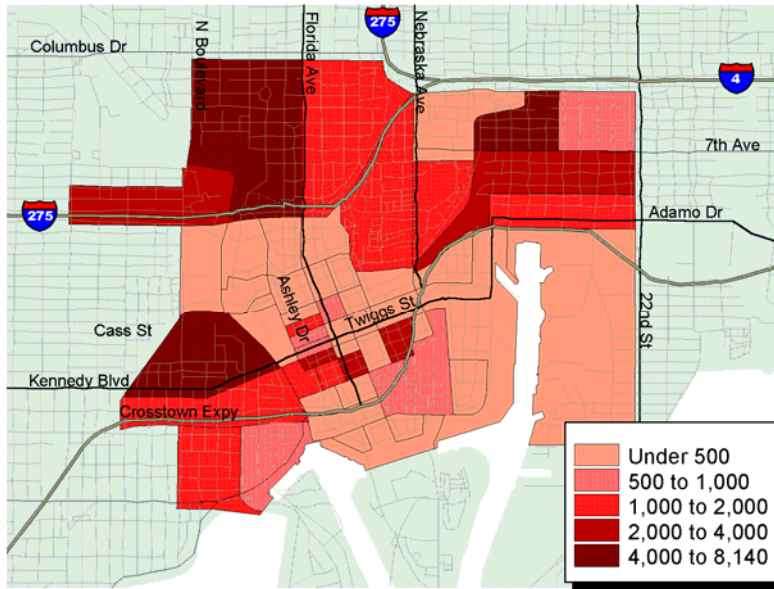 275
Columbus Dr
N Boulevard
Florida Ave
Nebraska Ave
4
7th Ave
275
Adamo Dr
Ashley Dr
Twiggs St
22nd St
Cass St
Kennedy Blvd
Crosstown Expy
Under 500
500 to 1,000
1,000 to 2,000
2,000 to 4,000
4,000 to 8,140